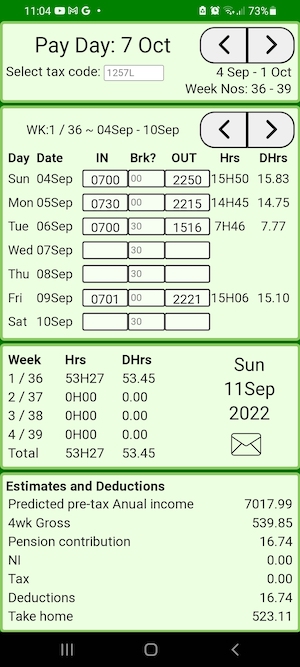 11:04 73%
Pay Day: 7 Oct
Select tax code: 1257L 4 Sep - 1 Oct
Week Nos: 36 - 39
WK:1 / 36 ~ 04Sep - 10Sep
Day Date IN Brk? OUT Hrs DHrs
Sun 04Sep 0700 00 2250 15H50 15.83
Mon 05Sep 0730 00 2215 14H45 14.75
Tue 06Sep 0700 30 1516 7H46 7.77
Wed 07Sep 30
Thu 08Sep 30
Fri 09Sep 0701 00 2221 15H06 15.10
Sat 10Sep 30
Week Hrs DHrs
1 / 36 53H27 53.45
2 / 37 0H00 0.00
3 / 38 0H00 0.00
4 / 39 0H00 0.00
Total 53H27 53.45
Sun
11Sep
2022
Estimates and Deductions
Predicted pre-tax Anual income 7017.99
4wk Gross 539.85
Pension contribution 16.74
NI 0.00
Tax 0.00
Deductions 16.74
Take home 523.11